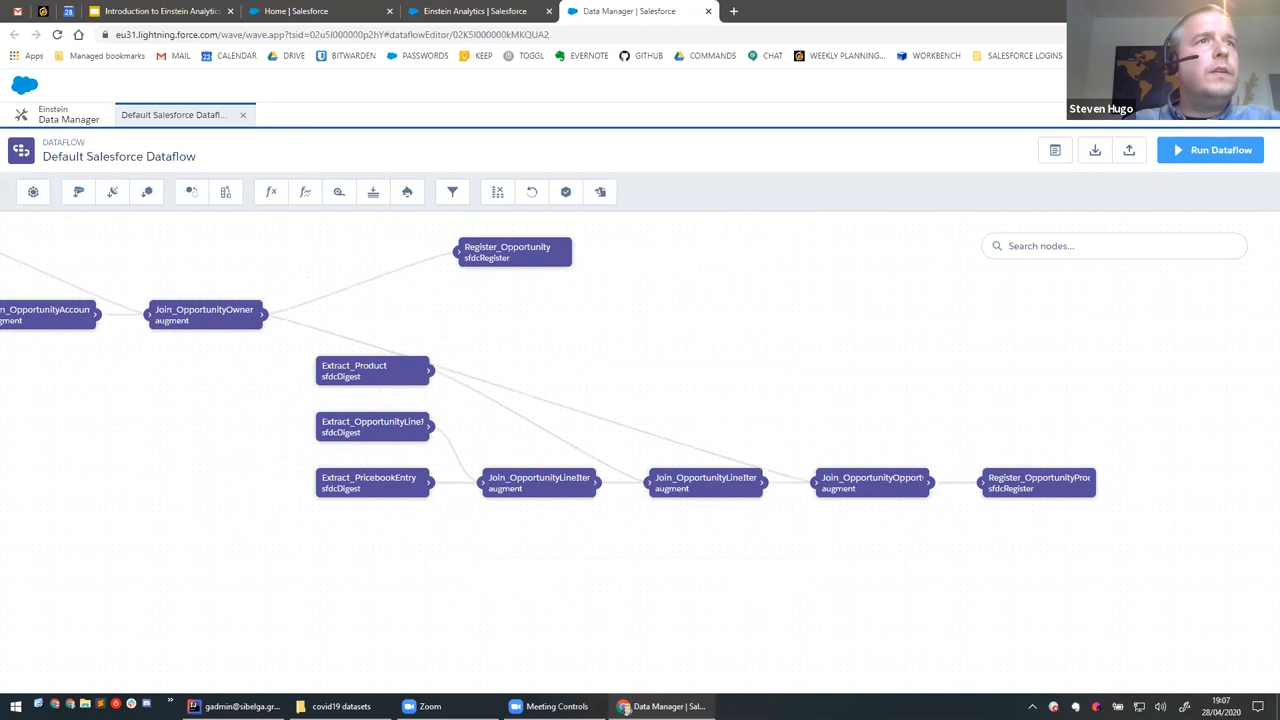 Introduction to Einstein Analytic
Home | Salesforce
Einstein Analytics | Salesforce
Data Manager | Salesforce
eu31.lightning.force.com/wave/wave.app?tsid=02u5I000000p2hY#dataflowEditor/02K5I000000kMKQUA2
Apps
Managed bookmarks
MAIL
CALENDAR
DRIVE
BITWARDEN
PASSWORDS
KEEP
TOGGL
EVERNOTE
GITHUB
COMMANDS
CHAT
WEEKLY PLANNING...
WORKBENCH
SALESFORCE LOGINS
Steven Hugo
Einstein
Data Manager
Default Salesforce Datafl...
DATAFLOW
Default Salesforce Dataflow
Run Dataflow
fx
Search nodes...
Register_Opportunity
sfdcRegister
n_OpportunityAccoun
gment
Join_OpportunityOwner
augment
Extract_Product
sfdcDigest
Extract_OpportunityLine
sfdcDigest
Extract_PricebookEntry
sfdcDigest
Join_OpportunityLineIter
augment
Join_OpportunityLineIter
augment
Join_OpportunityOpport
augment
Register_OpportunityProc
sfdcRegister
gadmin@sibelga.gr...
covid19 datasets
Zoom
Meeting Controls
Data Manager | Sal...
19:07
28/04/2020